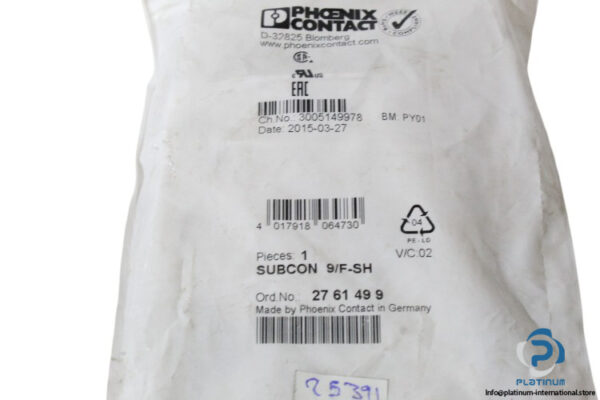 PHŒNIX
CONTACT
D-32825 Blomberg
www.phoenixcontact.com
EAC
Ch.No.: 3005149978 BM: PY01
Date: 2015-03-27
4 017918 064730
04
PE-LD
Pieces: 1 V/C:02
SUBCON 9/F-SH
Ord.No.: 27 61 49 9
Made by Phoenix Contact in Germany
25391
PLATINUM
info@platinum-international.store